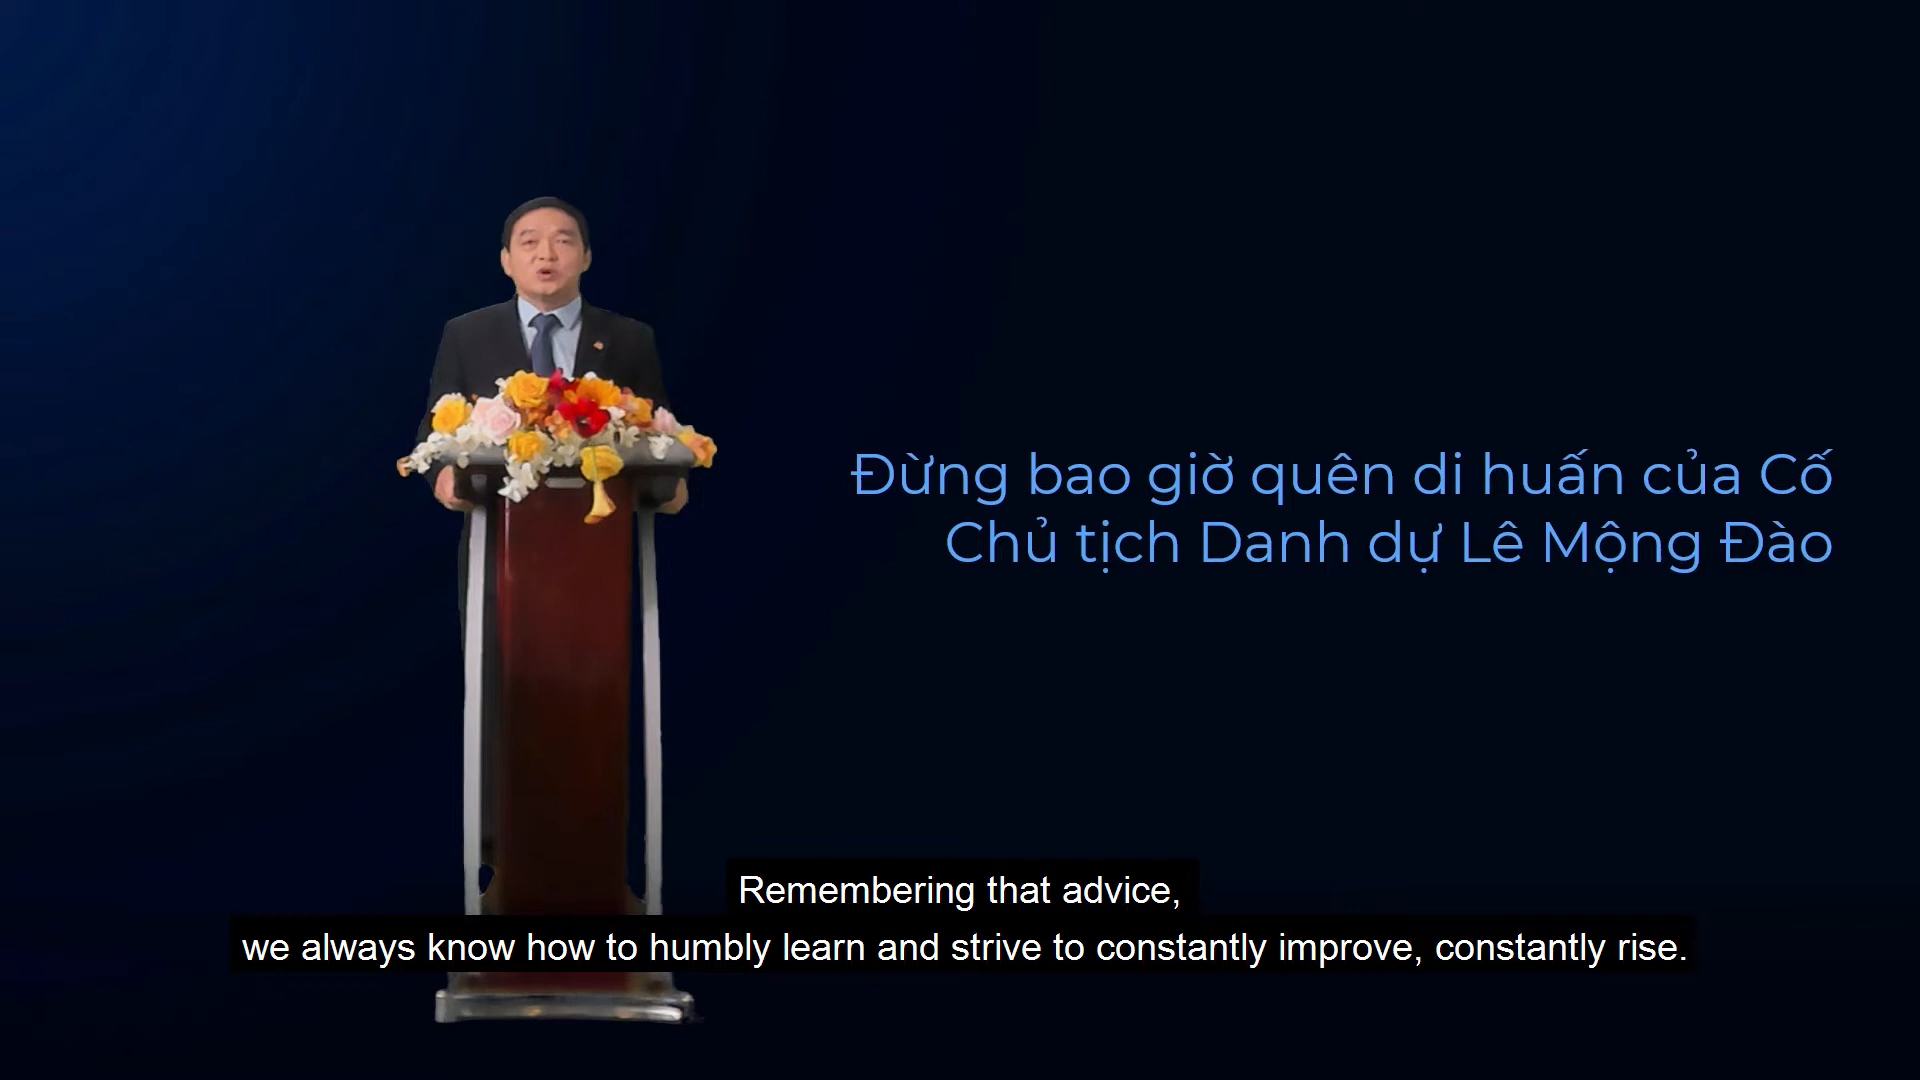 Đừng bao giờ quên di huấn của Cố
Chủ tịch Danh dự Lê Mộng Đào
Remembering that advice,
we always know how to humbly learn and strive to constantly improve, constantly rise.